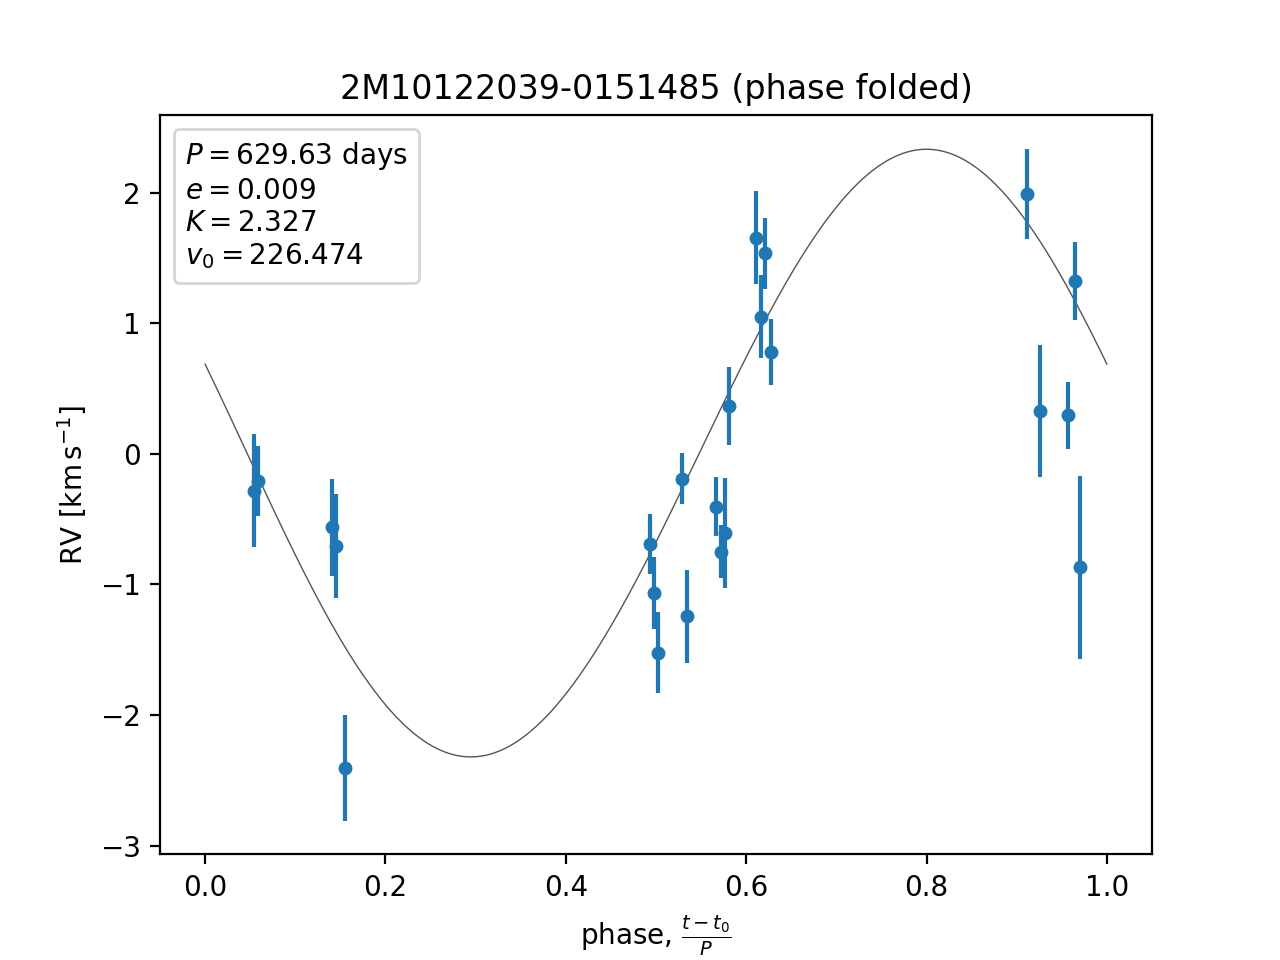 2M10122039-0151485 (phase folded)
P = 629.63 days
e = 0.009
K = 2.327
v₀ = 226.474
2
1
0
−1
−2
−3
RV [km s⁻¹]
0.0 0.2 0.4 0.6 0.8 1.0
phase, (t − t₀)/P